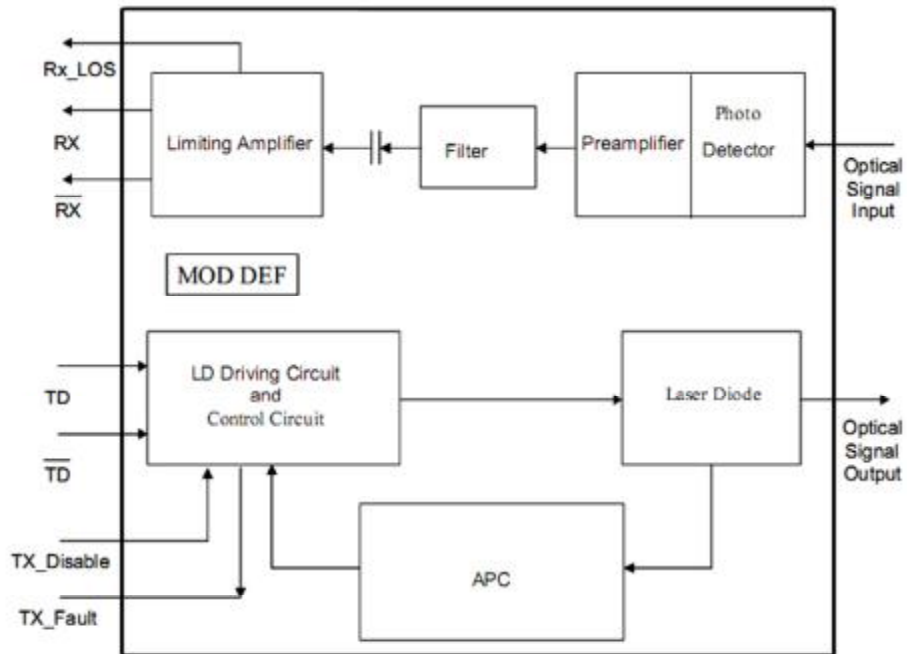 Rx_LOS
RX
RX
Limiting Amplifier
Filter
Preamplifier
Photo
Detector
Optical
Signal
Input
MOD DEF
TD
TD
LD Driving Circuit
and
Control Circuit
Laser Diode
Optical
Signal
Output
TX_Disable
TX_Fault
APC